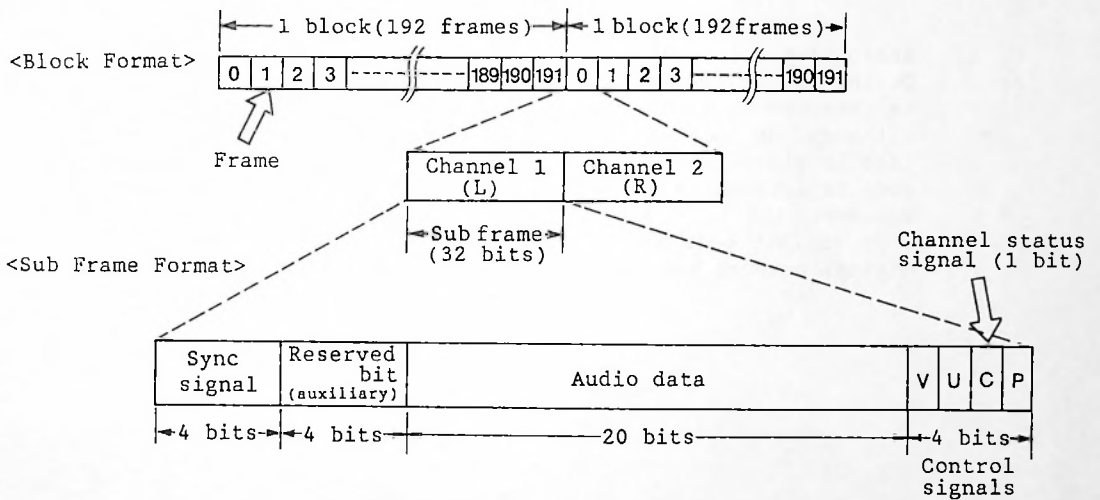 1 block(192 frames) 1 block(192frames)
<Block Format>
0 1 2 3 189 190 191 0 1 2 3 190 191
Frame
Channel 1
(L)
Channel 2
(R)
Sub frame
(32 bits)
Channel status
signal (1 bit)
<Sub Frame Format>
Sync
signal
Reserved
bit
(auxiliary)
Audio data
V U C P
4 bits 4 bits 20 bits 4 bits
Control
signals